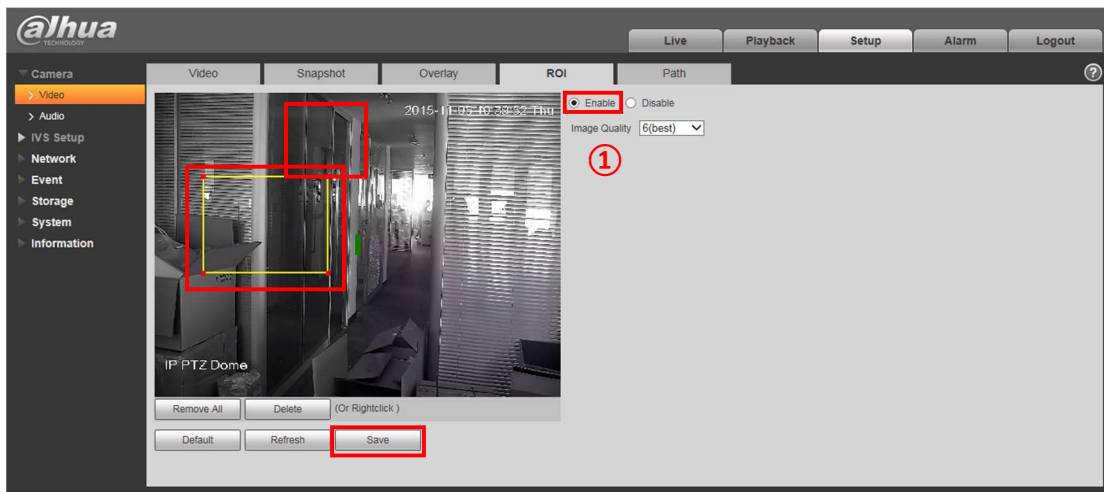 alhua
TECHNOLOGY
Live Playback Setup Alarm Logout
Camera
> Video
> Audio
IVS Setup
Network
Event
Storage
System
Information
Video Snapshot Overlay ROI Path
?
Enable Disable
Image Quality 6(best)
①
IP PTZ Dome
Remove All Delete (Or Rightclick )
Default Refresh Save